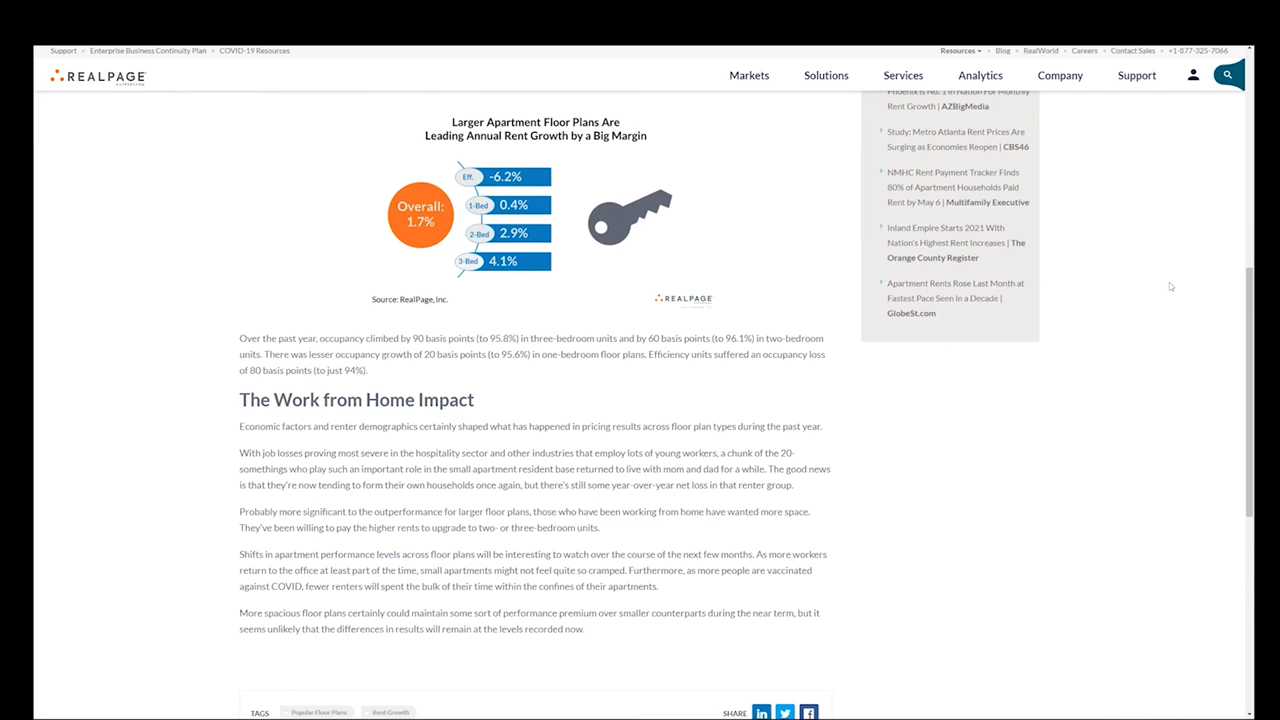 Support • Enterprise Business Continuity Plan • COVID-19 Resources
Resources • Blog • RealWorld • Careers • Contact Sales • +1-877-325-7066
REALPAGE
Markets Solutions Services Analytics Company Support
Larger Apartment Floor Plans Are
Leading Annual Rent Growth by a Big Margin
Overall:
1.7%
Eff. -6.2%
1-Bed 0.4%
2-Bed 2.9%
3-Bed 4.1%
Source: RealPage, Inc.
REALPAGE
Phoenix is No. 1 in Nation For Monthly
Rent Growth | AZBigMedia
Study: Metro Atlanta Rent Prices Are
Surging as Economies Reopen | CBS46
NMHC Rent Payment Tracker Finds
80% of Apartment Households Paid
Rent by May 6 | Multifamily Executive
Inland Empire Starts 2021 With
Nation's Highest Rent Increases | The
Orange County Register
Apartment Rents Rose Last Month at
Fastest Pace Seen in a Decade |
GlobeSt.com
Over the past year, occupancy climbed by 90 basis points (to 95.8%) in three-bedroom units and by 60 basis points (to 96.1%) in two-bedroom
units. There was lesser occupancy growth of 20 basis points (to 95.6%) in one-bedroom floor plans. Efficiency units suffered an occupancy loss
of 80 basis points (to just 94%).
The Work from Home Impact
Economic factors and renter demographics certainly shaped what has happened in pricing results across floor plan types during the past year.
With job losses proving most severe in the hospitality sector and other industries that employ lots of young workers, a chunk of the 20-
somethings who play such an important role in the small apartment resident base returned to live with mom and dad for a while. The good news
is that they're now tending to form their own households once again, but there's still some year-over-year net loss in that renter group.
Probably more significant to the outperformance for larger floor plans, those who have been working from home have wanted more space.
They've been willing to pay the higher rents to upgrade to two- or three-bedroom units.
Shifts in apartment performance levels across floor plans will be interesting to watch over the course of the next few months. As more workers
return to the office at least part of the time, small apartments might not feel quite so cramped. Furthermore, as more people are vaccinated
against COVID, fewer renters will spent the bulk of their time within the confines of their apartments.
More spacious floor plans certainly could maintain some sort of performance premium over smaller counterparts during the near term, but it
seems unlikely that the differences in results will remain at the levels recorded now.
TAGS Popular Floor Plans Rent Growth SHARE